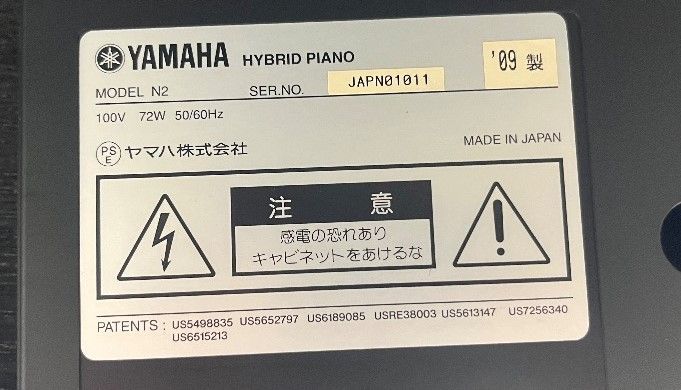 YAMAHA HYBRID PIANO
'09 製
MODEL N2 SER.NO. JAPN01011
100V 72W 50/60Hz
MADE IN JAPAN
PS E ヤマハ株式会社
注 意
感電の恐れあり
キャビネットをあけるな
PATENTS : US5498835 US5652797 US6189085 USRE38003 US5613147 US7256340
US6515213